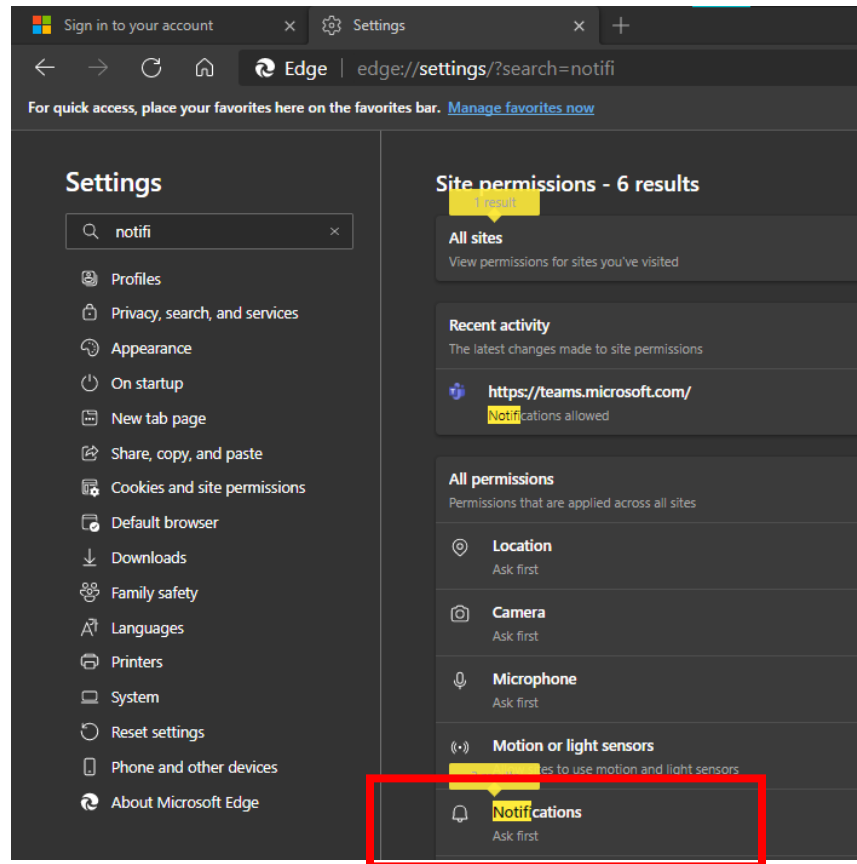 Sign in to your account
Settings
Edge | edge://settings/?search=notifi
For quick access, place your favorites here on the favorites bar. Manage favorites now
Settings
notifi
Profiles
Privacy, search, and services
Appearance
On startup
New tab page
Share, copy, and paste
Cookies and site permissions
Default browser
Downloads
Family safety
Languages
Printers
System
Reset settings
Phone and other devices
About Microsoft Edge
Site permissions - 6 results
1 result
All sites
View permissions for sites you've visited
Recent activity
The latest changes made to site permissions
https://teams.microsoft.com/
Notifications allowed
All permissions
Permissions that are applied across all sites
Location
Ask first
Camera
Ask first
Microphone
Ask first
Motion or light sensors
to use motion and light sensors
Notifications
Ask first